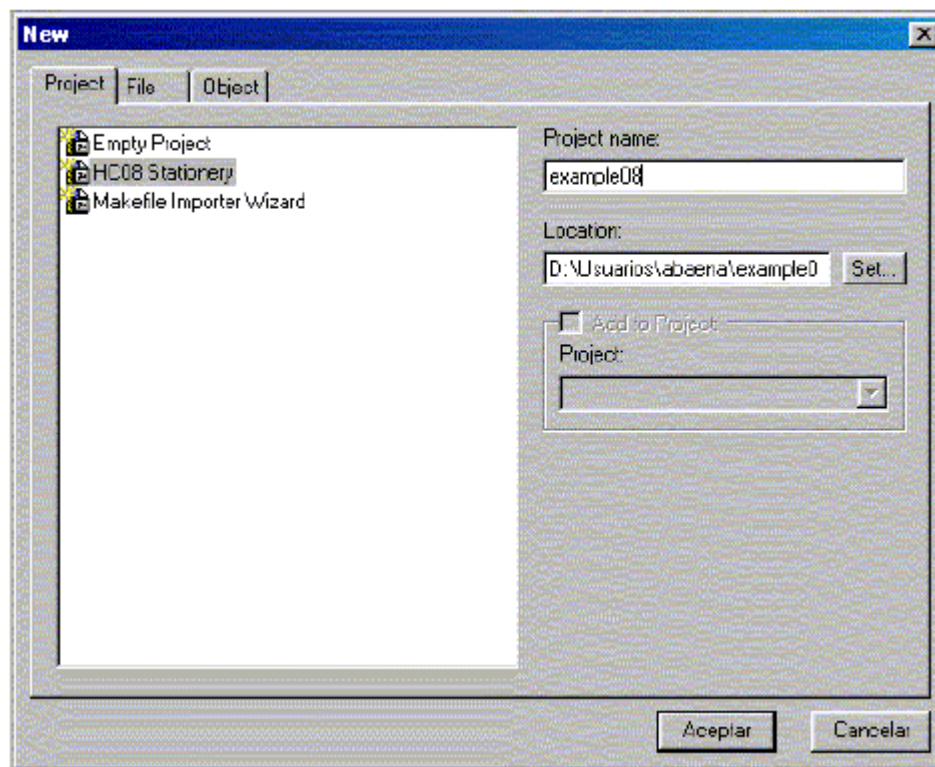 New
Project File Object
Empty Project
HC08 Stationery
Makefile Importer Wizard
Project name:
example08
Location:
D:\Usuarios\abaena\example0
Set...
Add to Project:
Project:
Aceptar Cancelar